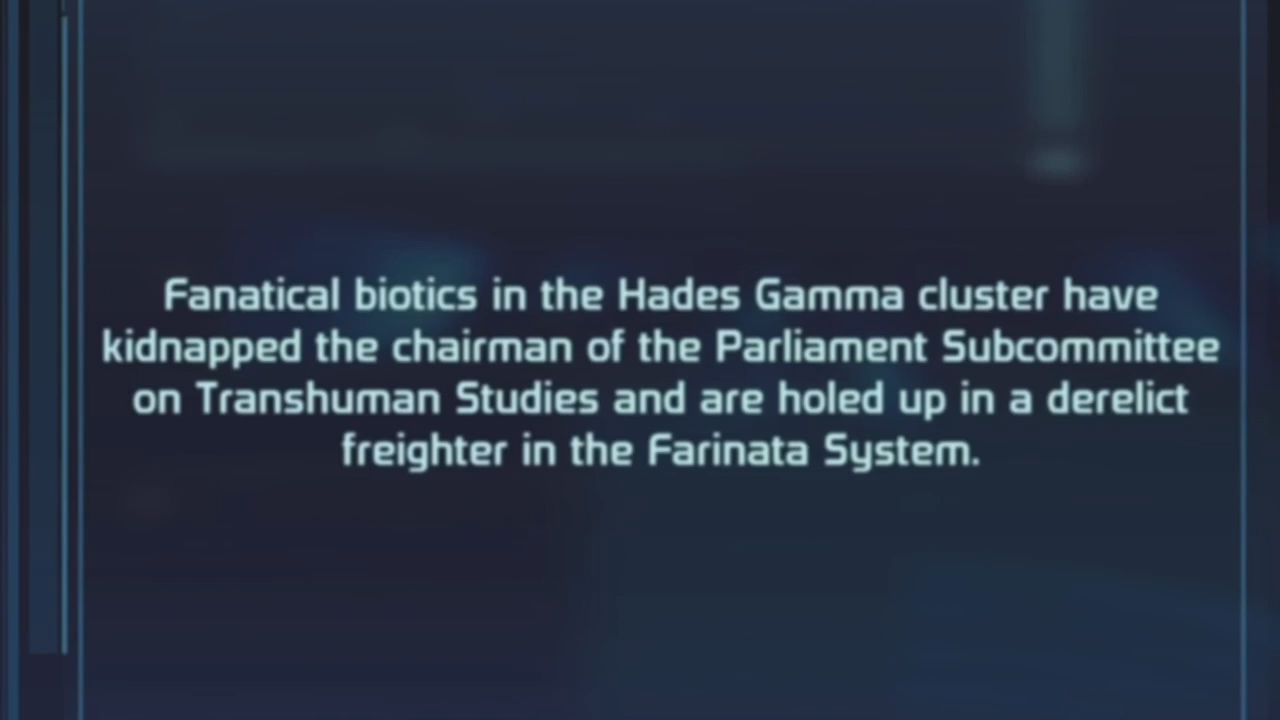 Fanatical biotics in the Hades Gamma cluster have
kidnapped the chairman of the Parliament Subcommittee
on Transhuman Studies and are holed up in a derelict
freighter in the Farinata System.